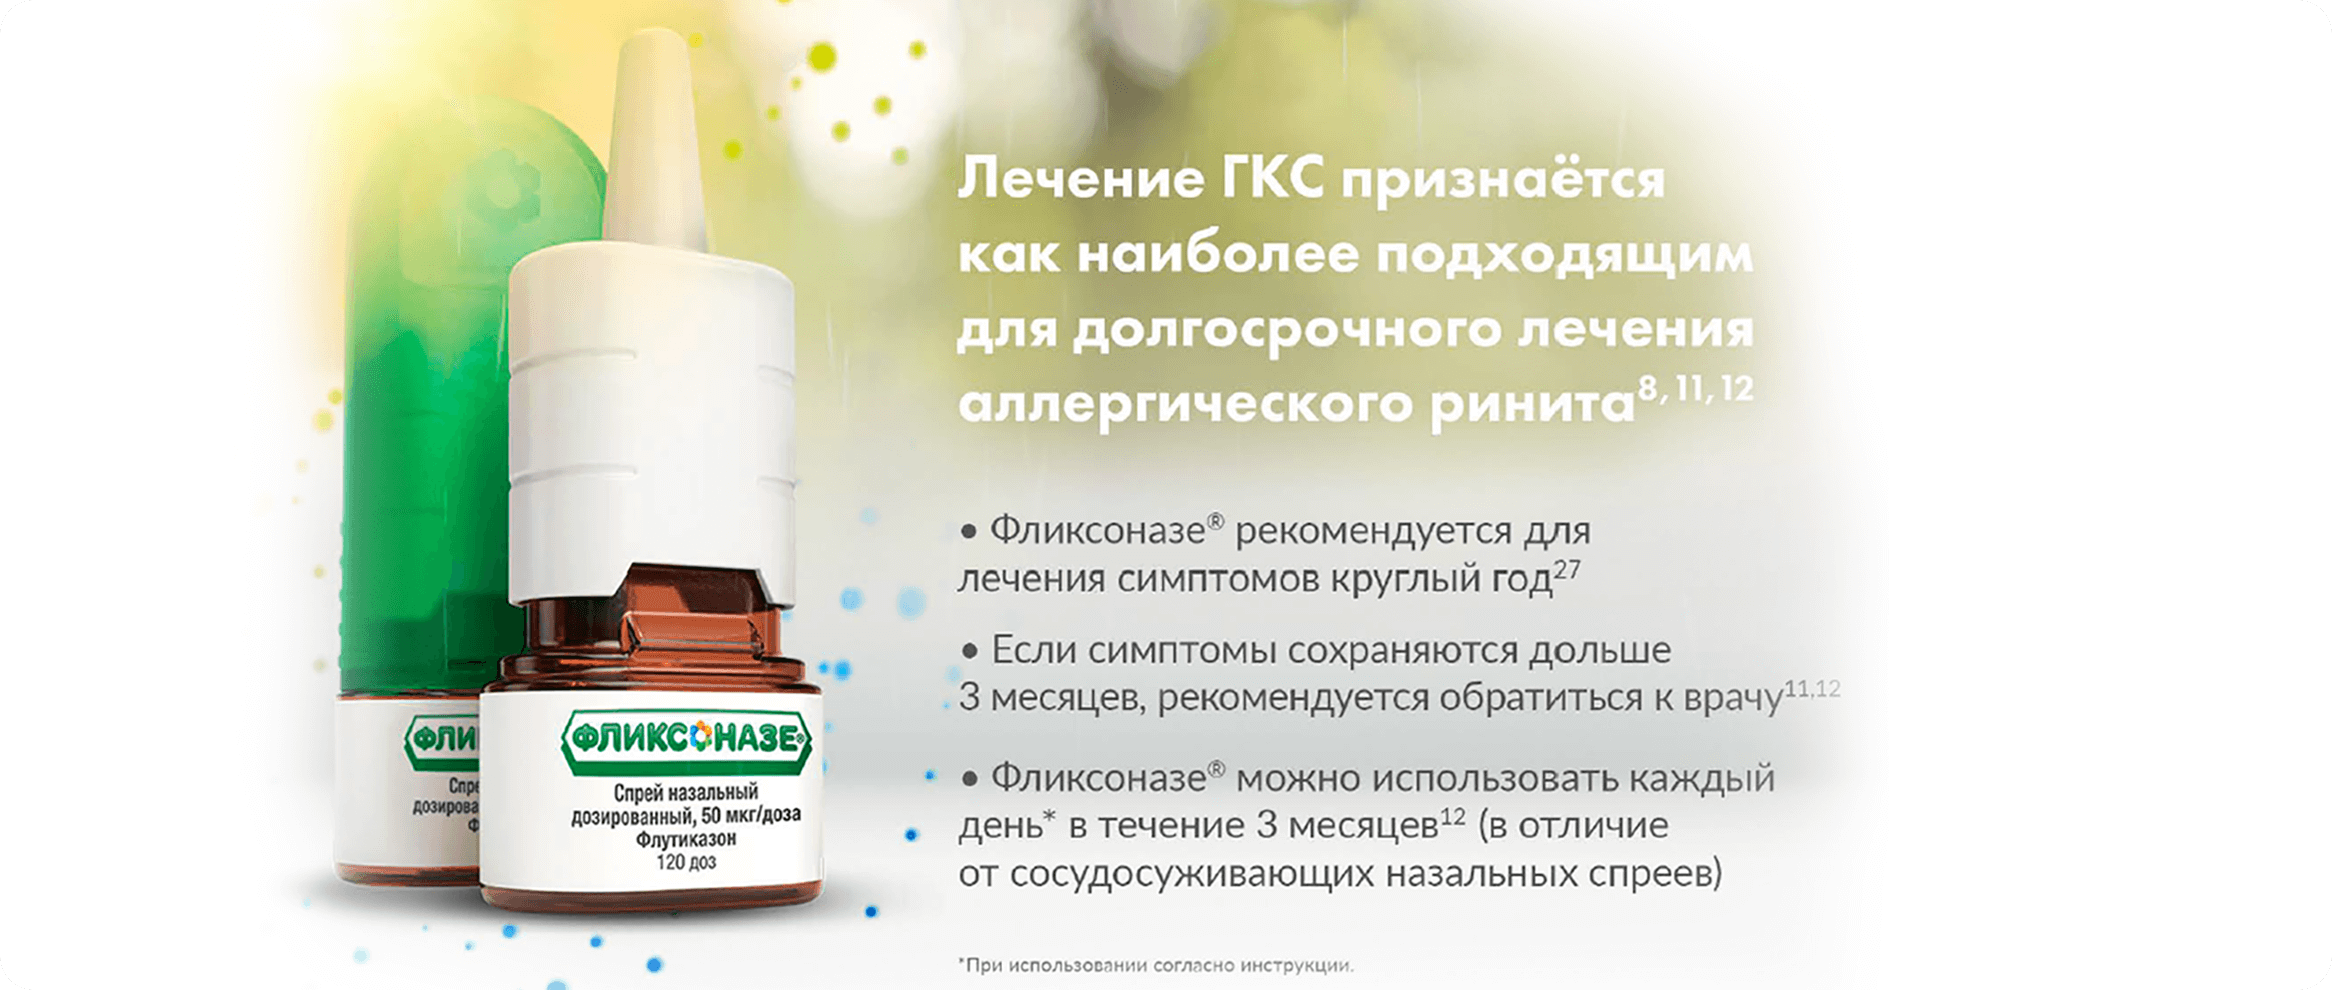 Лечение ГКС признаётся
как наиболее подходящим
для долгосрочного лечения
аллергического ринита8, 11, 12
• Фликсоназе® рекомендуется для
лечения симптомов круглый год27
• Если симптомы сохраняются дольше
3 месяцев, рекомендуется обратиться к врачу11,12
• Фликсоназе® можно использовать каждый
день* в течение 3 месяцев12 (в отличие
от сосудосуживающих назальных спреев)
*При использовании согласно инструкции.
ФЛИКСОНАЗЕ®
Спрей назальный
дозированный, 50 мкг/доза
Флутиказон
120 доз